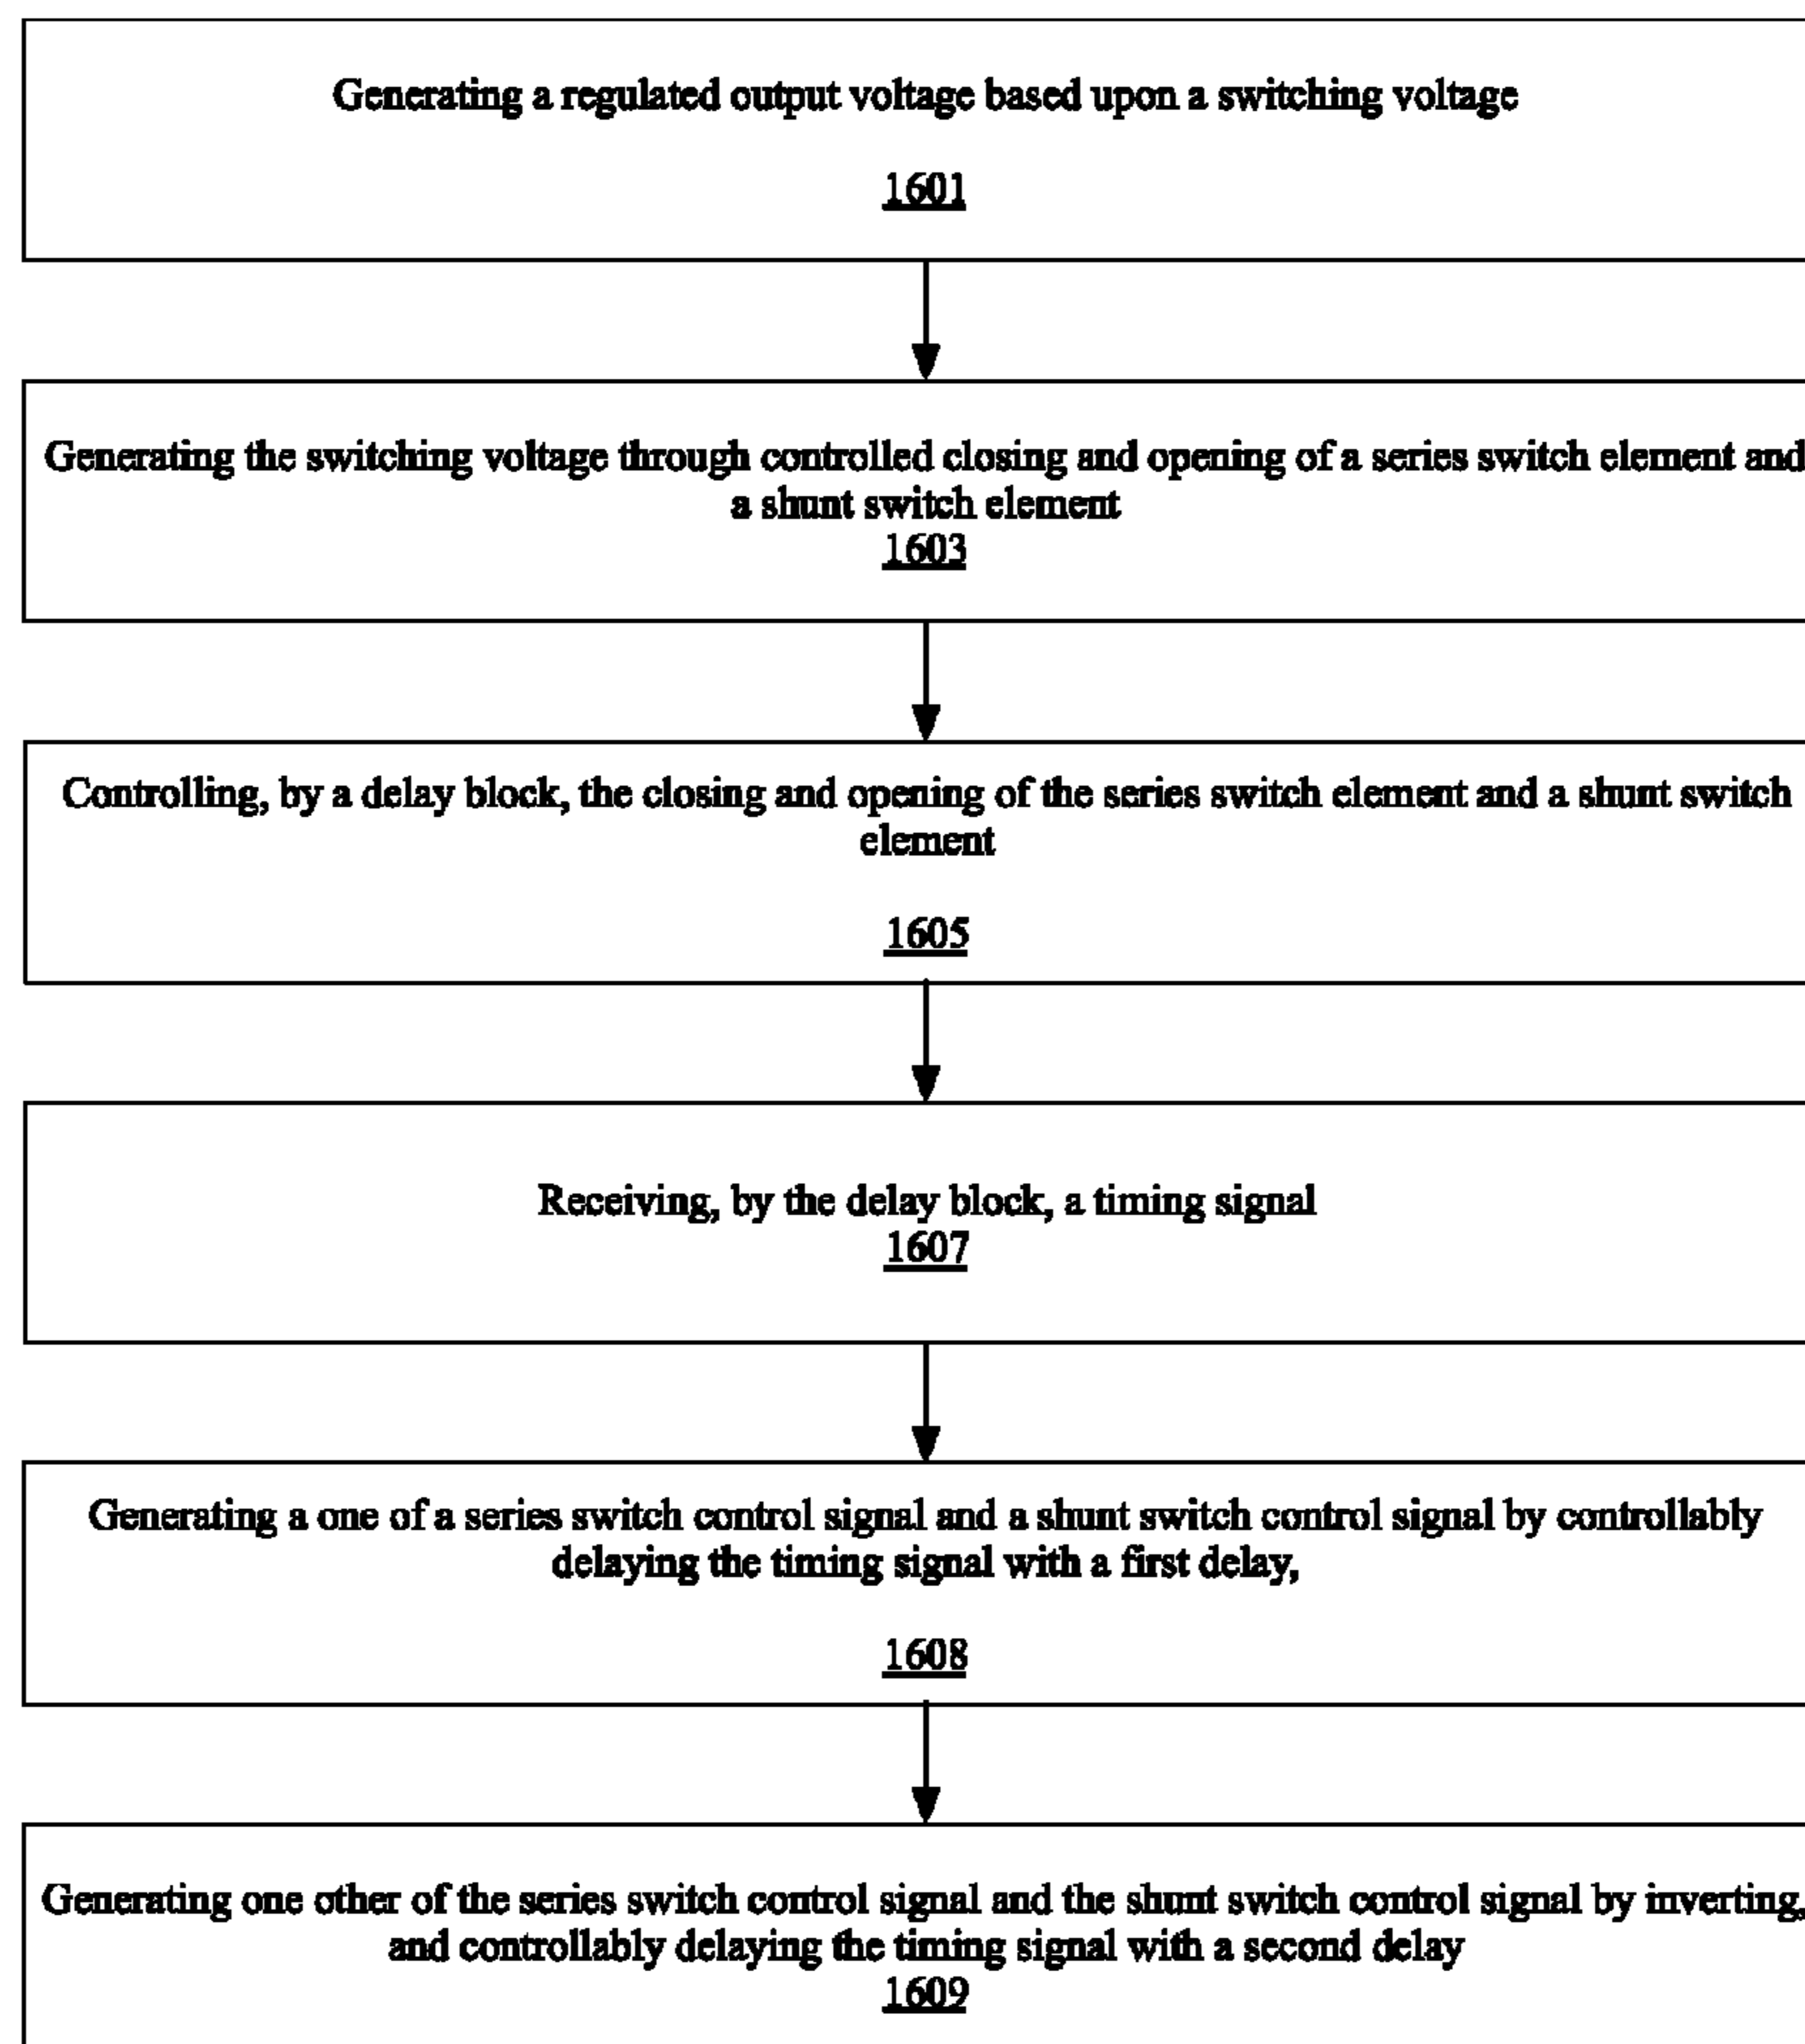 Generating a regulated output voltage based upon a switching voltage
1601
Generating the switching voltage through controlled closing and opening of a series switch element and
a shunt switch element
1603
Controlling, by a delay block, the closing and opening of the series switch element and a shunt switch
element
1605
Receiving, by the delay block, a timing signal
1607
Generating a one of a series switch control signal and a shunt switch control signal by controllably
delaying the timing signal with a first delay,
1608
Generating one other of the series switch control signal and the shunt switch control signal by inverting,
and controllably delaying the timing signal with a second delay
1609